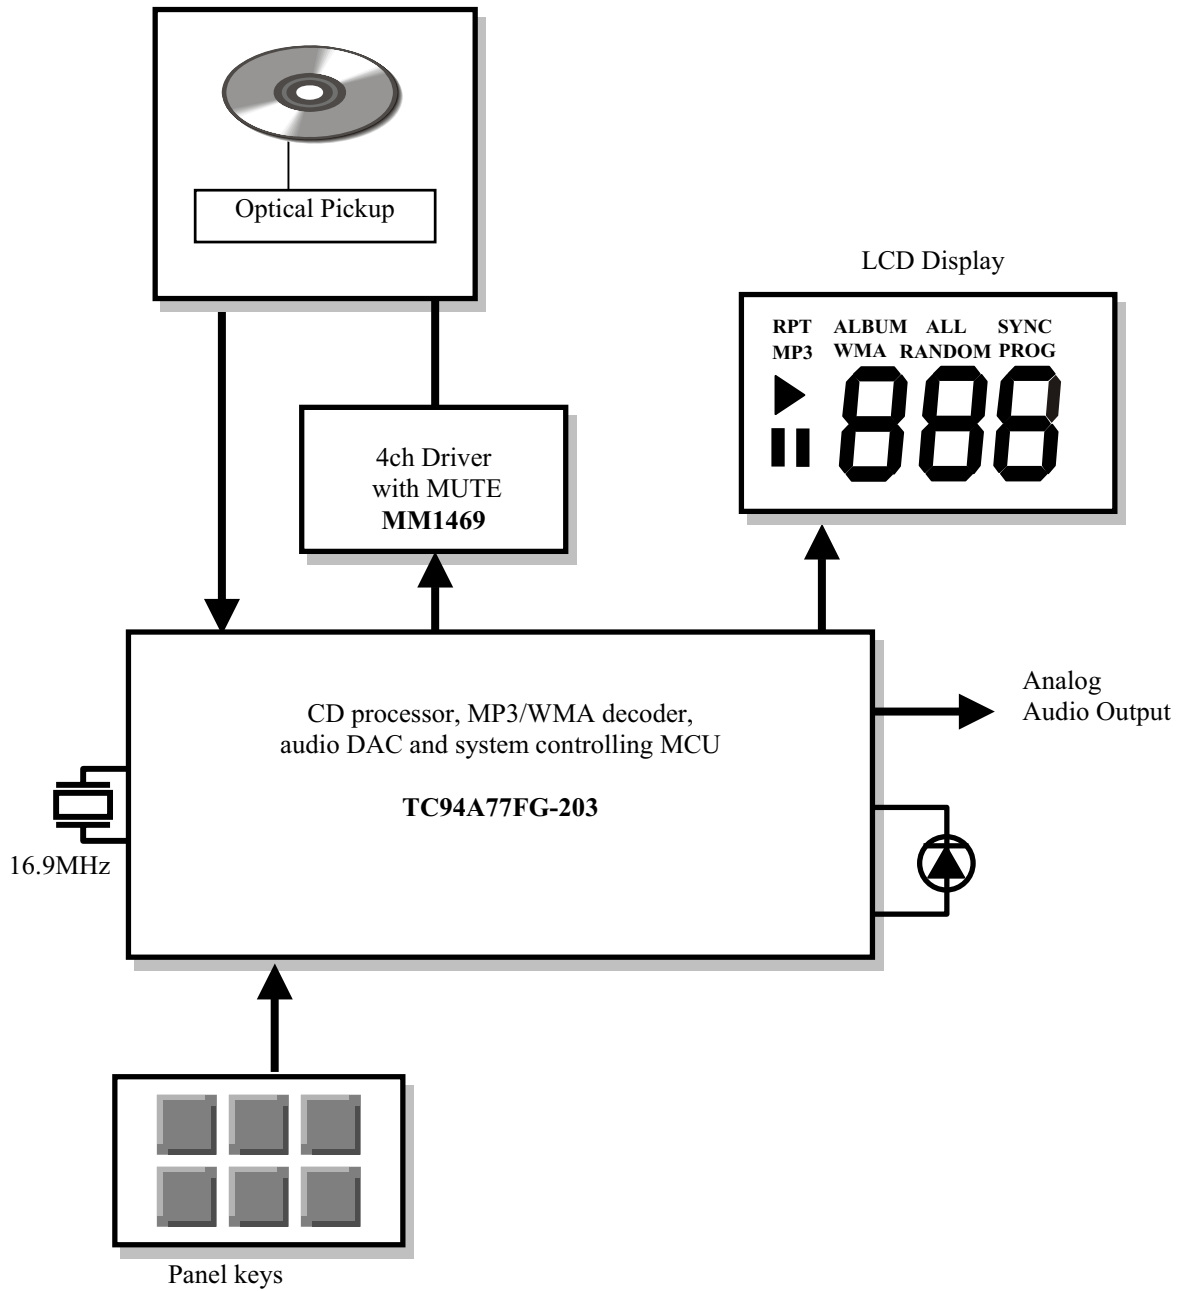 Optical Pickup
LCD Display
RPT ALBUM ALL SYNC
MP3 WMA RANDOM PROG
888
4ch Driver
with MUTE
MM1469
Analog
Audio Output
CD processor, MP3/WMA decoder,
audio DAC and system controlling MCU
TC94A77FG-203
16.9MHz
Panel keys